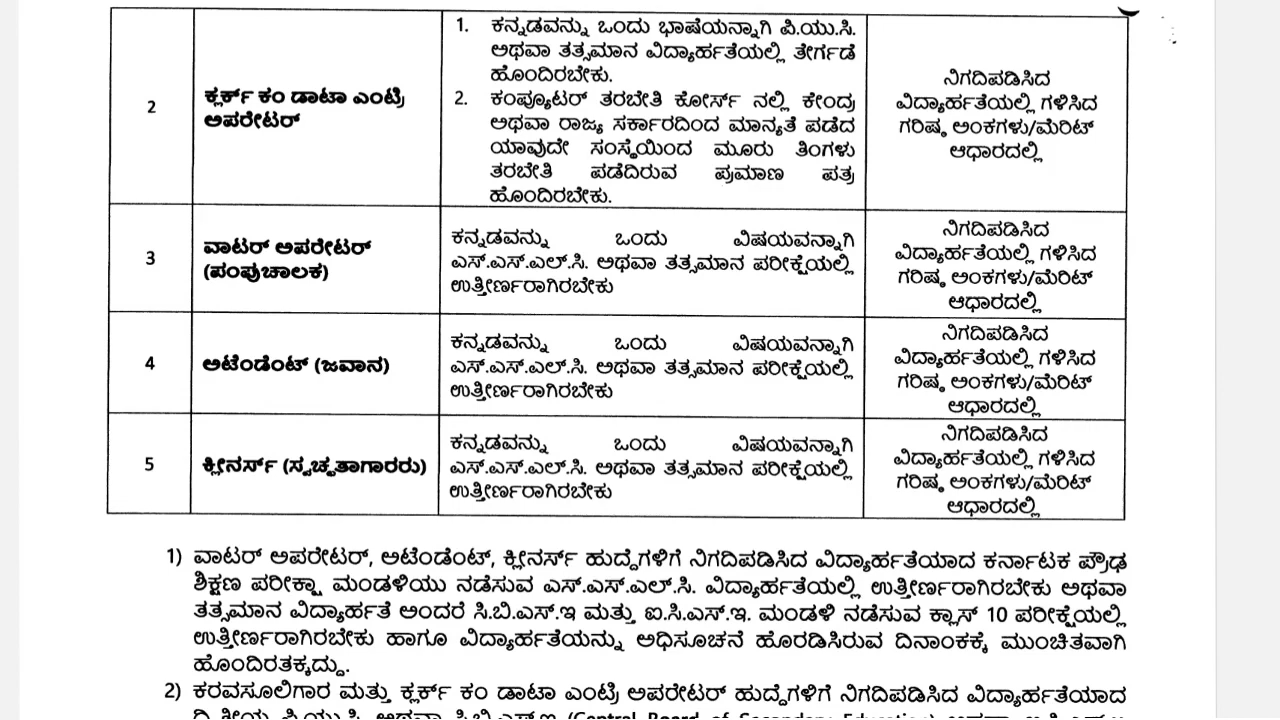 2
ಕ್ಲರ್ಕ್ ಕಂ ಡಾಟಾ ಎಂಟ್ರಿ
ಅಪರೇಟರ್
1. ಕನ್ನಡವನ್ನು ಒಂದು ಭಾಷೆಯನ್ನಾಗಿ ಪಿ.ಯು.ಸಿ.
ಅಥವಾ ತತ್ಸಮಾನ ವಿದ್ಯಾರ್ಹತೆಯಲ್ಲಿ ತೇರ್ಗಡೆ
ಹೊಂದಿರಬೇಕು.
2. ಕಂಪ್ಯೂಟರ್ ತರಬೇತಿ ಕೋರ್ಸ್ ನಲ್ಲಿ ಕೇಂದ್ರ
ಅಥವಾ ರಾಜ್ಯ ಸರ್ಕಾರದಿಂದ ಮಾನ್ಯತೆ ಪಡೆದ
ಯಾವುದೇ ಸಂಸ್ಥೆಯಿಂದ ಮೂರು ತಿಂಗಳು
ತರಬೇತಿ ಪಡೆದಿರುವ ಪ್ರಮಾಣ ಪತ್ರ
ಹೊಂದಿರಬೇಕು.
ನಿಗದಿಪಡಿಸಿದ
ವಿದ್ಯಾರ್ಹತೆಯಲ್ಲಿ ಗಳಿಸಿದ
ಗರಿಷ್ಠ ಅಂಕಗಳು/ಮೆರಿಟ್
ಆಧಾರದಲ್ಲಿ
3
ವಾಟರ್ ಅಪರೇಟರ್
(ಪಂಪುಚಾಲಕ)
ಕನ್ನಡವನ್ನು ಒಂದು ವಿಷಯವನ್ನಾಗಿ
ಎಸ್.ಎಸ್.ಎಲ್.ಸಿ. ಅಥವಾ ತತ್ಸಮಾನ ಪರೀಕ್ಷೆಯಲ್ಲಿ
ಉತ್ತೀರ್ಣರಾಗಿರಬೇಕು
ನಿಗದಿಪಡಿಸಿದ
ವಿದ್ಯಾರ್ಹತೆಯಲ್ಲಿ ಗಳಿಸಿದ
ಗರಿಷ್ಠ ಅಂಕಗಳು/ಮೆರಿಟ್
ಆಧಾರದಲ್ಲಿ
4
ಅಟೆಂಡೆಂಟ್ (ಜವಾನ)
ಕನ್ನಡವನ್ನು ಒಂದು ವಿಷಯವನ್ನಾಗಿ
ಎಸ್.ಎಸ್.ಎಲ್.ಸಿ. ಅಥವಾ ತತ್ಸಮಾನ ಪರೀಕ್ಷೆಯಲ್ಲಿ
ಉತ್ತೀರ್ಣರಾಗಿರಬೇಕು
ನಿಗದಿಪಡಿಸಿದ
ವಿದ್ಯಾರ್ಹತೆಯಲ್ಲಿ ಗಳಿಸಿದ
ಗರಿಷ್ಠ ಅಂಕಗಳು/ಮೆರಿಟ್
ಆಧಾರದಲ್ಲಿ
5
ಕ್ಲೀನರ್ಸ್ (ಸ್ವಚ್ಛತಾಗಾರರು)
ಕನ್ನಡವನ್ನು ಒಂದು ವಿಷಯವನ್ನಾಗಿ
ಎಸ್.ಎಸ್.ಎಲ್.ಸಿ. ಅಥವಾ ತತ್ಸಮಾನ ಪರೀಕ್ಷೆಯಲ್ಲಿ
ಉತ್ತೀರ್ಣರಾಗಿರಬೇಕು
ನಿಗದಿಪಡಿಸಿದ
ವಿದ್ಯಾರ್ಹತೆಯಲ್ಲಿ ಗಳಿಸಿದ
ಗರಿಷ್ಠ ಅಂಕಗಳು/ಮೆರಿಟ್
ಆಧಾರದಲ್ಲಿ
1) ವಾಟರ್ ಅಪರೇಟರ್, ಅಟೆಂಡೆಂಟ್, ಕ್ಲೀನರ್ಸ್ ಹುದ್ದೆಗಳಿಗೆ ನಿಗದಿಪಡಿಸಿದ ವಿದ್ಯಾರ್ಹತೆಯಾದ ಕರ್ನಾಟಕ ಪ್ರೌಢ
ಶಿಕ್ಷಣ ಪರೀಕ್ಷಾ ಮಂಡಳಿಯು ನಡೆಸುವ ಎಸ್.ಎಸ್.ಎಲ್.ಸಿ. ವಿದ್ಯಾರ್ಹತೆಯಲ್ಲಿ ಉತ್ತೀರ್ಣರಾಗಿರಬೇಕು ಅಥವಾ
ತತ್ಸಮಾನ ವಿದ್ಯಾರ್ಹತೆ ಅಂದರೆ ಸಿ.ಬಿ.ಎಸ್.ಇ ಮತ್ತು ಐ.ಸಿ.ಎಸ್.ಇ. ಮಂಡಳಿ ನಡೆಸುವ ಕ್ಲಾಸ್ 10 ಪರೀಕ್ಷೆಯಲ್ಲಿ
ಉತ್ತೀರ್ಣರಾಗಿರಬೇಕು ಹಾಗೂ ವಿದ್ಯಾರ್ಹತೆಯನ್ನು ಅಧಿಸೂಚನೆ ಹೊರಡಿಸಿರುವ ದಿನಾಂಕಕ್ಕೆ ಮುಂಚಿತವಾಗಿ
ಹೊಂದಿರತಕ್ಕದ್ದು.
2) ಕರವಸೂಲಿಗಾರ ಮತ್ತು ಕ್ಲರ್ಕ್ ಕಂ ಡಾಟಾ ಎಂಟ್ರಿ ಅಪರೇಟರ್ ಹುದ್ದೆಗಳಿಗೆ ನಿಗದಿಪಡಿಸಿದ ವಿದ್ಯಾರ್ಹತೆಯಾದ